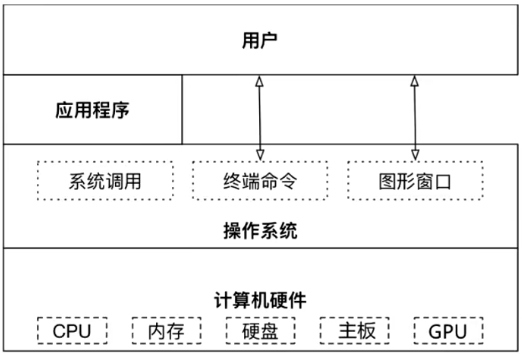 用户
应用程序
系统调用 终端命令 图形窗口
操作系统
计算机硬件
CPU 内存 硬盘 主板 GPU